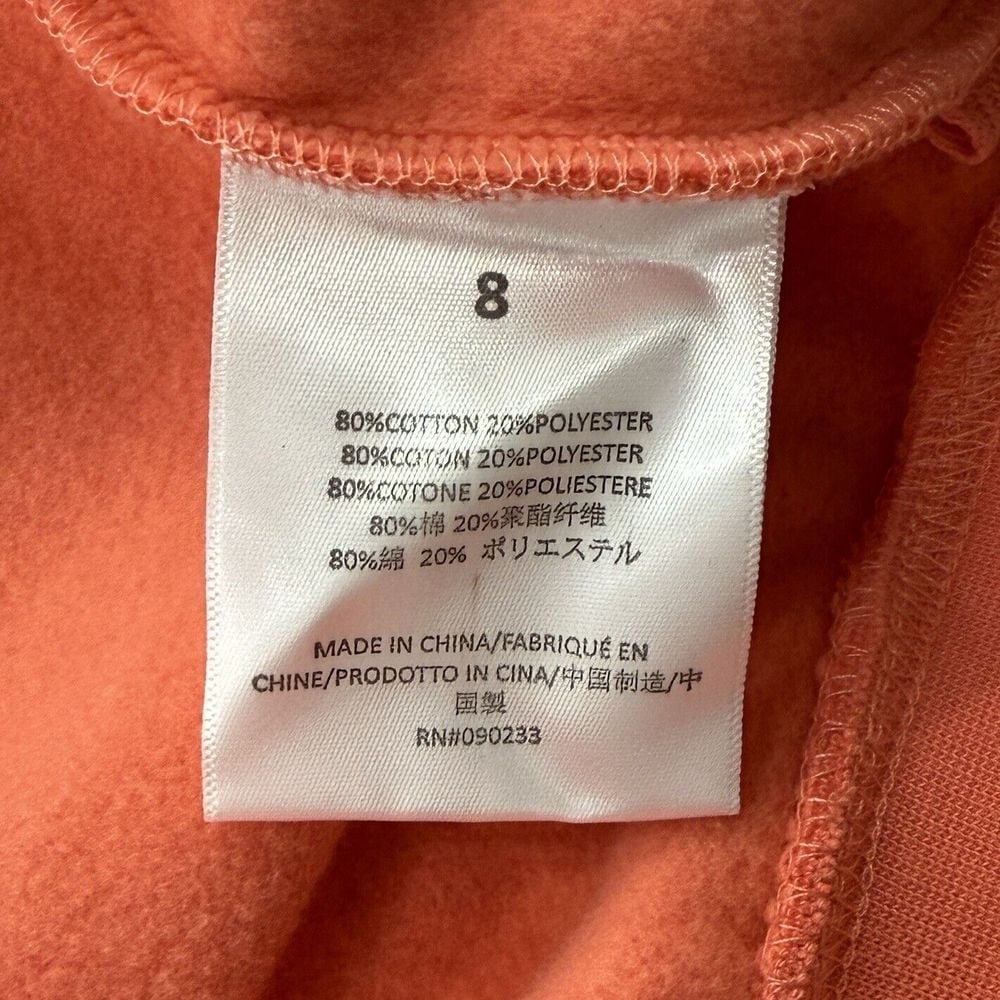 8
80%COTTON 20%POLYESTER
80%COTON 20%POLYESTER
80%COTONE 20%POLIESTERE
80%棉 20%聚酯纤维
80%綿 20% ポリエステル
MADE IN CHINA/FABRIQUÉ EN
CHINE/PRODOTTO IN CINA/中国制造/中
国製
RN#090233